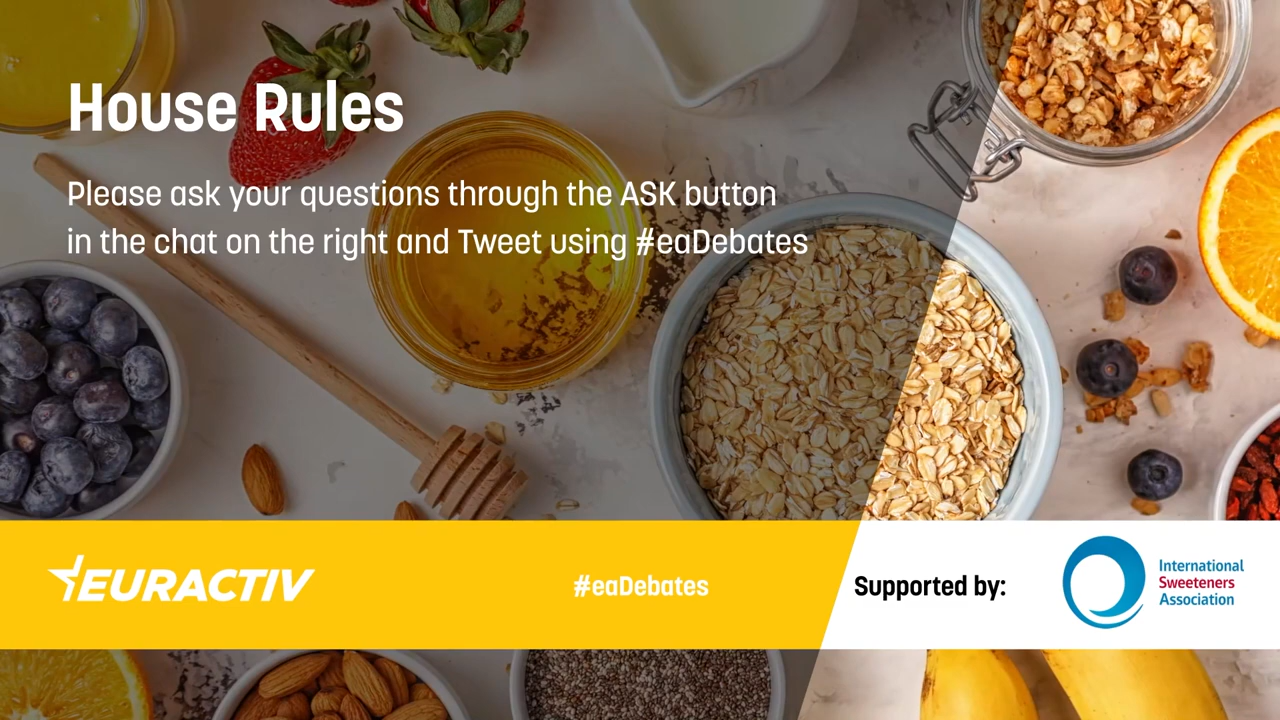 House Rules
Please ask your questions through the ASK button
in the chat on the right and Tweet using #eaDebates
EURACTIV
#eaDebates
Supported by:
International
Sweeteners
Association